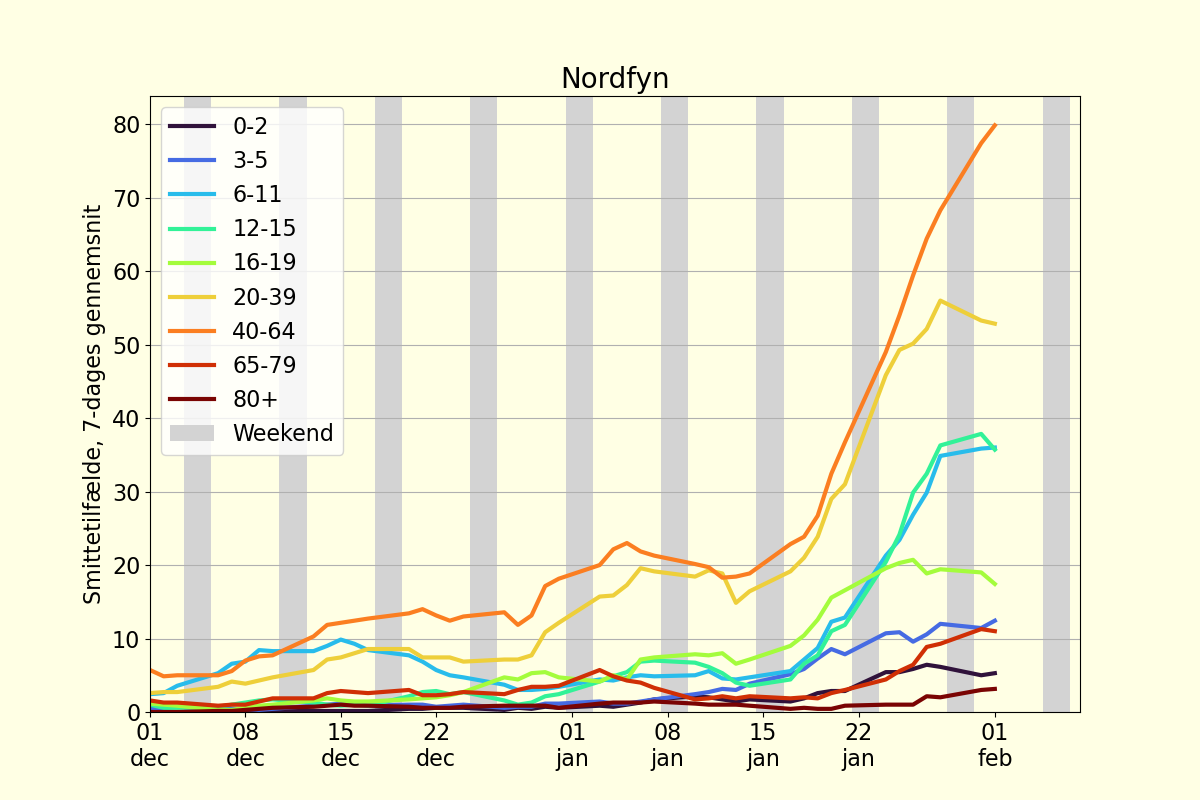 Nordfyn
Smittetilfælde, 7-dages gennemsnit
80
70
60
50
40
30
20
10
0
0-2
3-5
6-11
12-15
16-19
20-39
40-64
65-79
80+
Weekend
01 dec
08 dec
15 dec
22 dec
01 jan
08 jan
15 jan
22 jan
01 feb